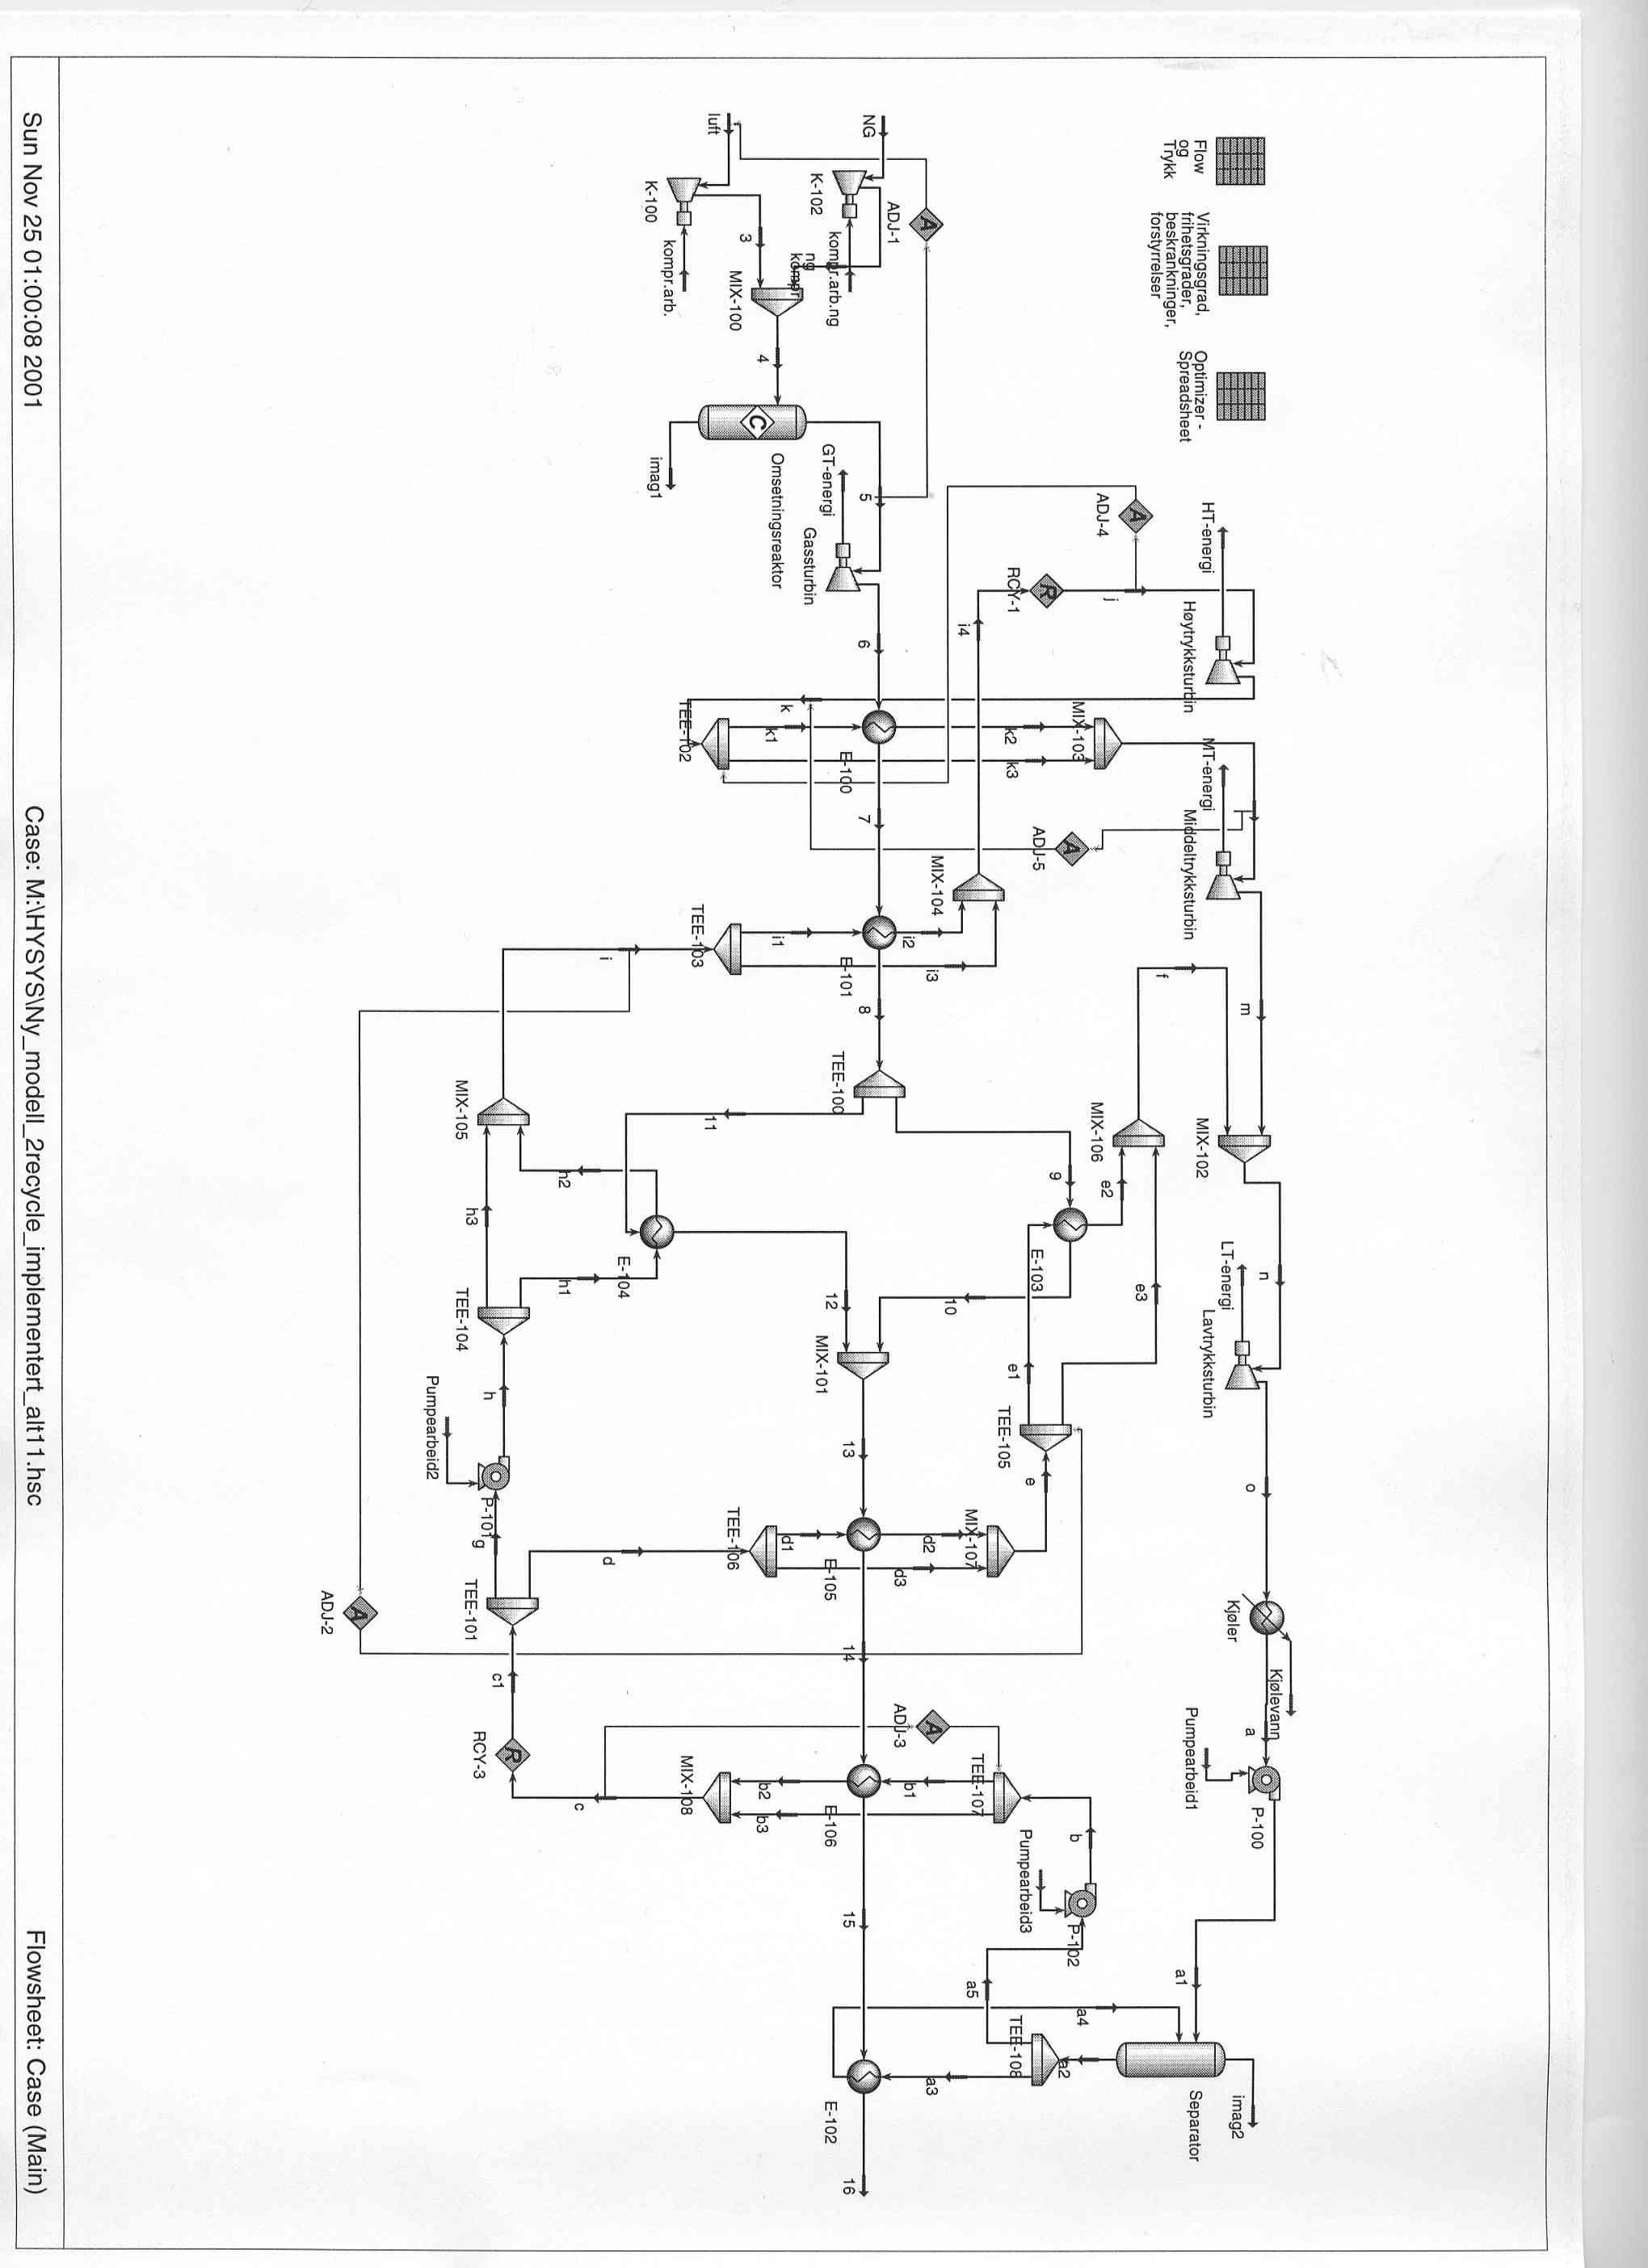 Flow
og
Trykk
Virkningsgrad,
frihetsgrader,
beskrankninger,
forstyrrelser
Optimizer -
Spreadsheet
NG
luft
K-102
K-100
ADJ-1
kompr.arb.ng
kompr.arb.
ng
kompr
3
MIX-100
4
Omsetningsreaktor
imag1
5
GT-energi
Gassturbin
6
ADJ-4
HT-energi
Høytrykksturbin
RCY-1
j
i4
k
TEE-102
k1
E-100
k2
k3
MIX-103
MT-energi
Middeltrykksturbin
7
ADJ-5
MIX-104
TEE-103
i
i1
i2
i3
E-101
8
m
f
TEE-100
11
9
MIX-105
MIX-106
MIX-102
h2
h3
h1
E-104
TEE-104
e2
e3
E-103
e1
10
12
MIX-101
n
LT-energi
Lavtrykksturbin
13
h
Pumpearbeid2
P-101
g
TEE-105
e
o
d
TEE-106
d1
d2
d3
E-105
MIX-107
TEE-101
ADJ-2
14
Kjøler
Kjølevann
a
c1
RCY-3
ADJ-3
c
MIX-108
b2
b3
b1
E-106
TEE-107
b
Pumpearbeid1
P-100
Pumpearbeid3
P-102
15
a1
a5
a4
TEE-108
a2
a3
Separator
imag2
E-102
16
Sun Nov 25 01:00:08 2001
Case: M:\HYSYS\Ny_modell_2recycle_implementert_alt11.hsc
Flowsheet: Case (Main)